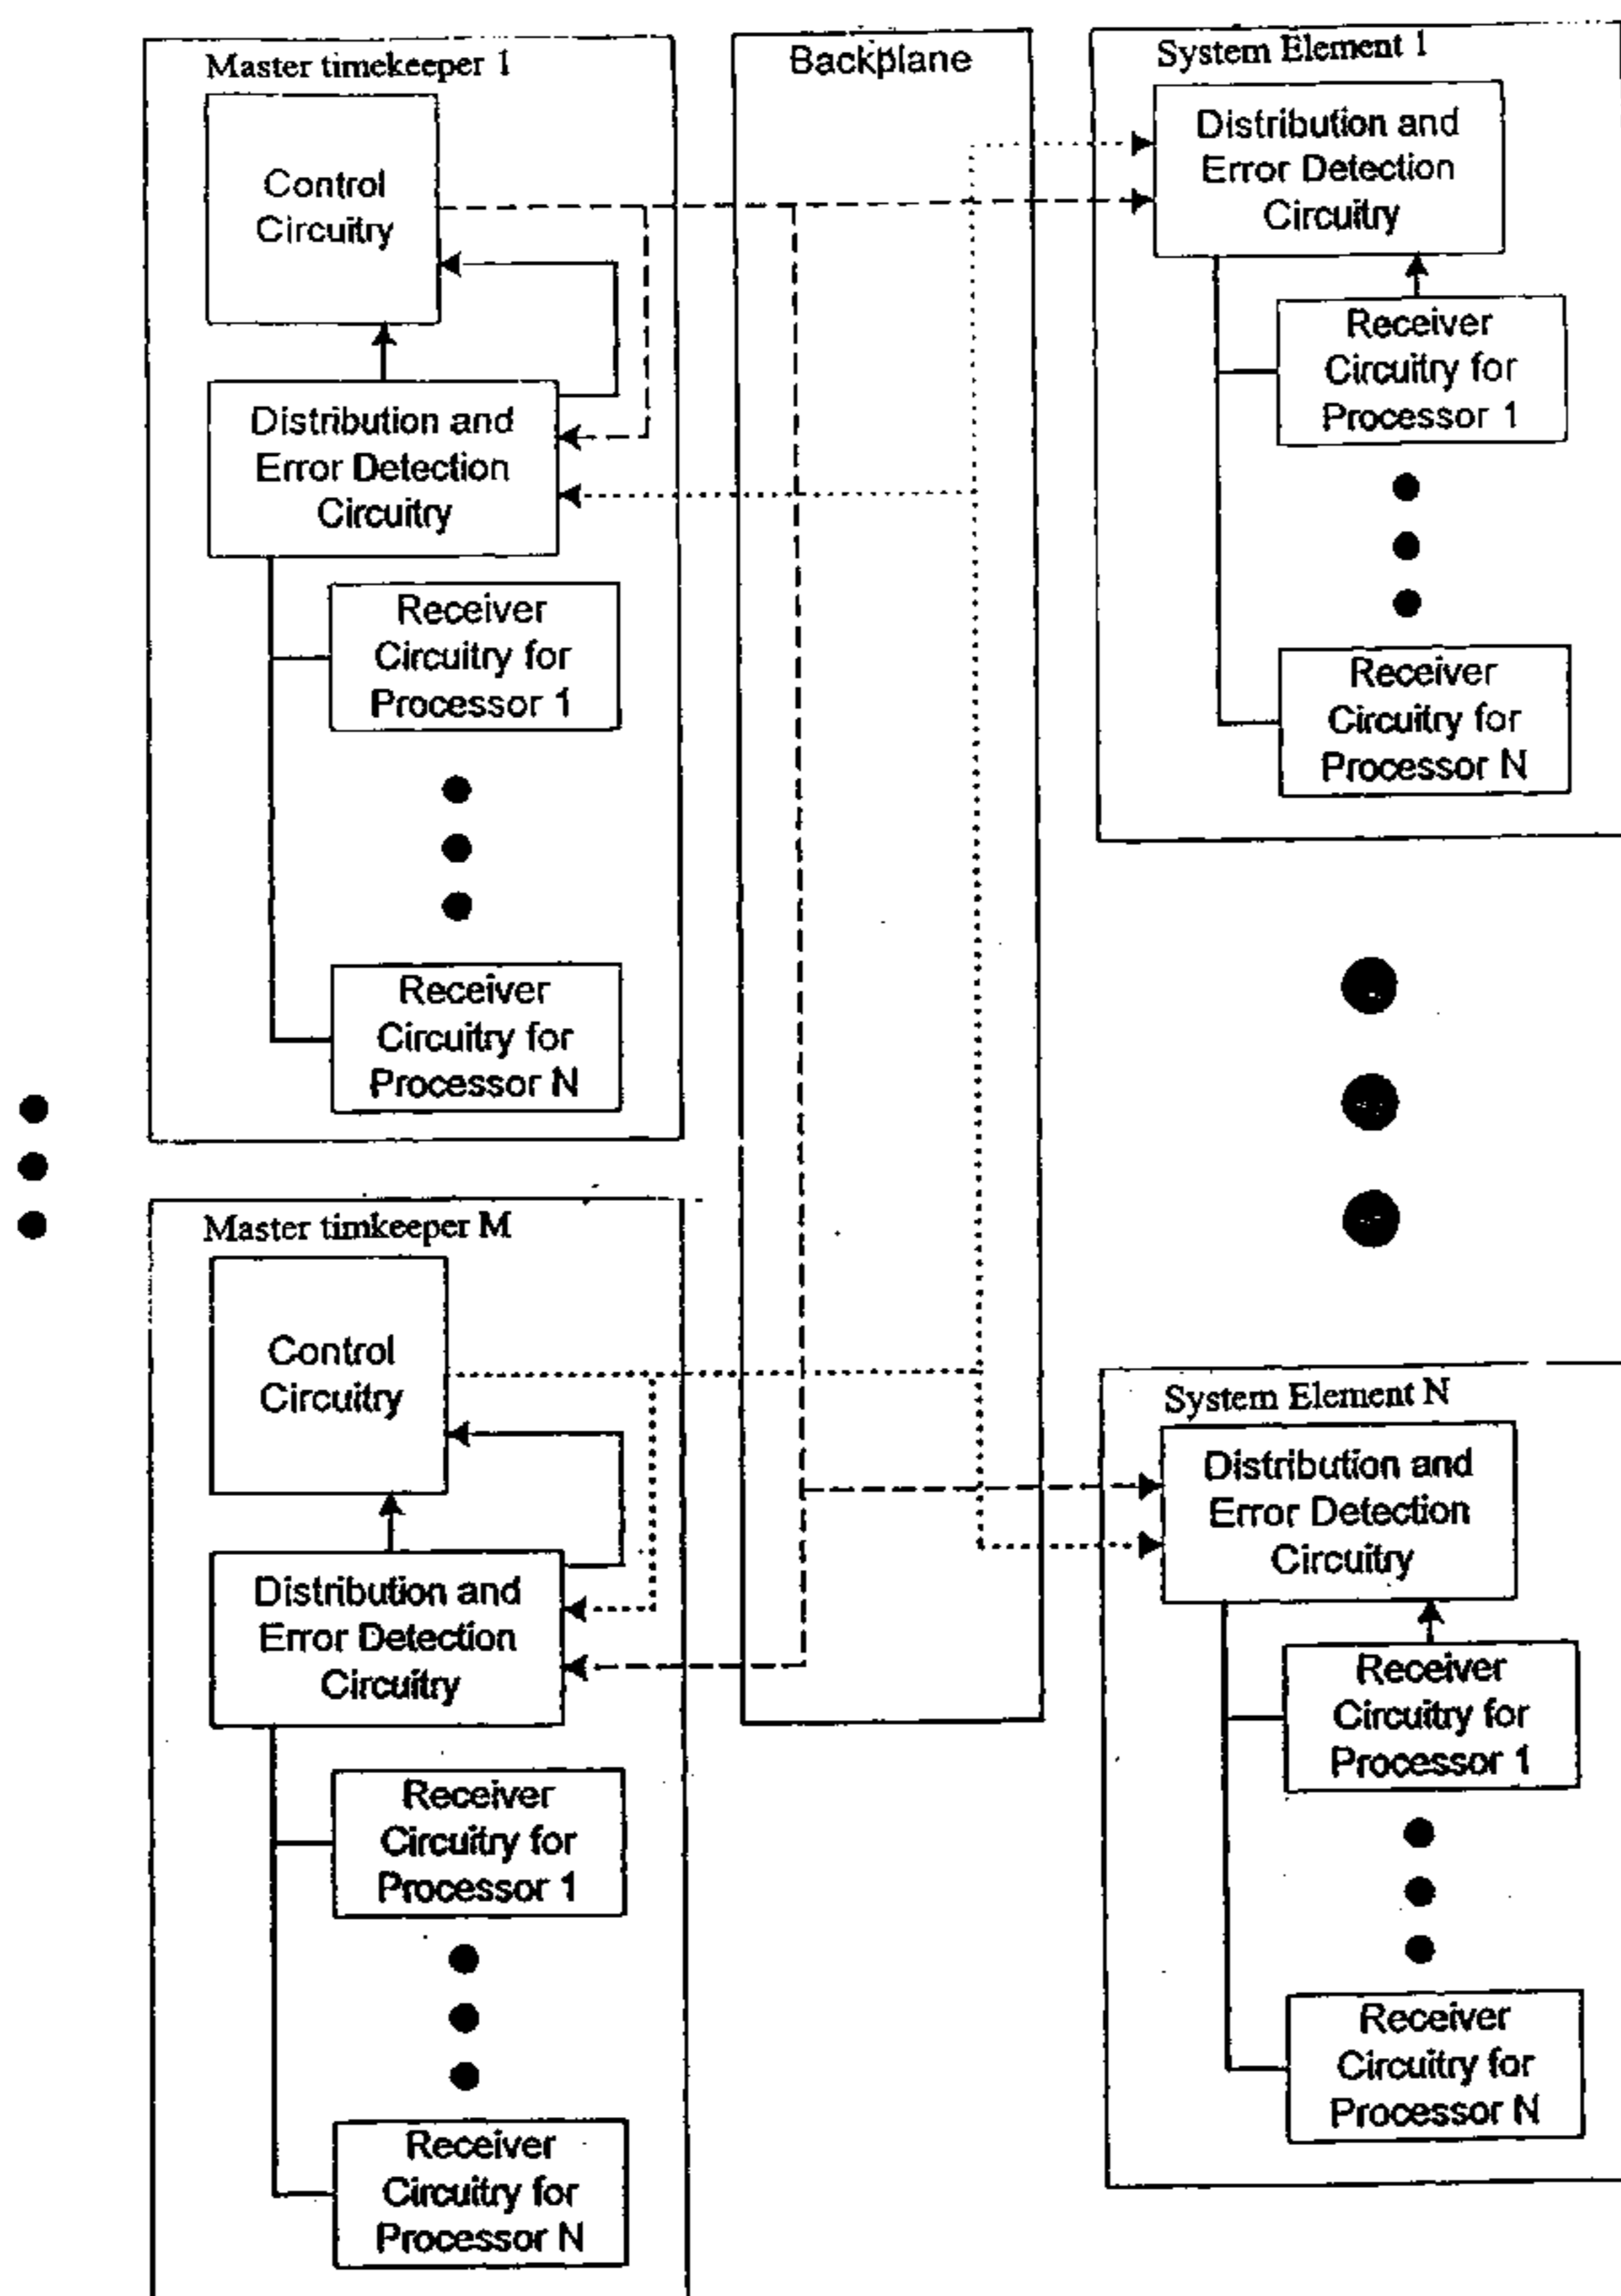 Master timekeeper 1
Control
Circuitry
Distribution and
Error Detection
Circuitry
Receiver
Circuitry for
Processor 1
Receiver
Circuitry for
Processor N
Master timkeeper M
Control
Circuitry
Distribution and
Error Detection
Circuitry
Receiver
Circuitry for
Processor 1
Receiver
Circuitry for
Processor N
Backplane
System Element 1
Distribution and
Error Detection
Circuitry
Receiver
Circuitry for
Processor 1
Receiver
Circuitry for
Processor N
System Element N
Distribution and
Error Detection
Circuitry
Receiver
Circuitry for
Processor 1
Receiver
Circuitry for
Processor N